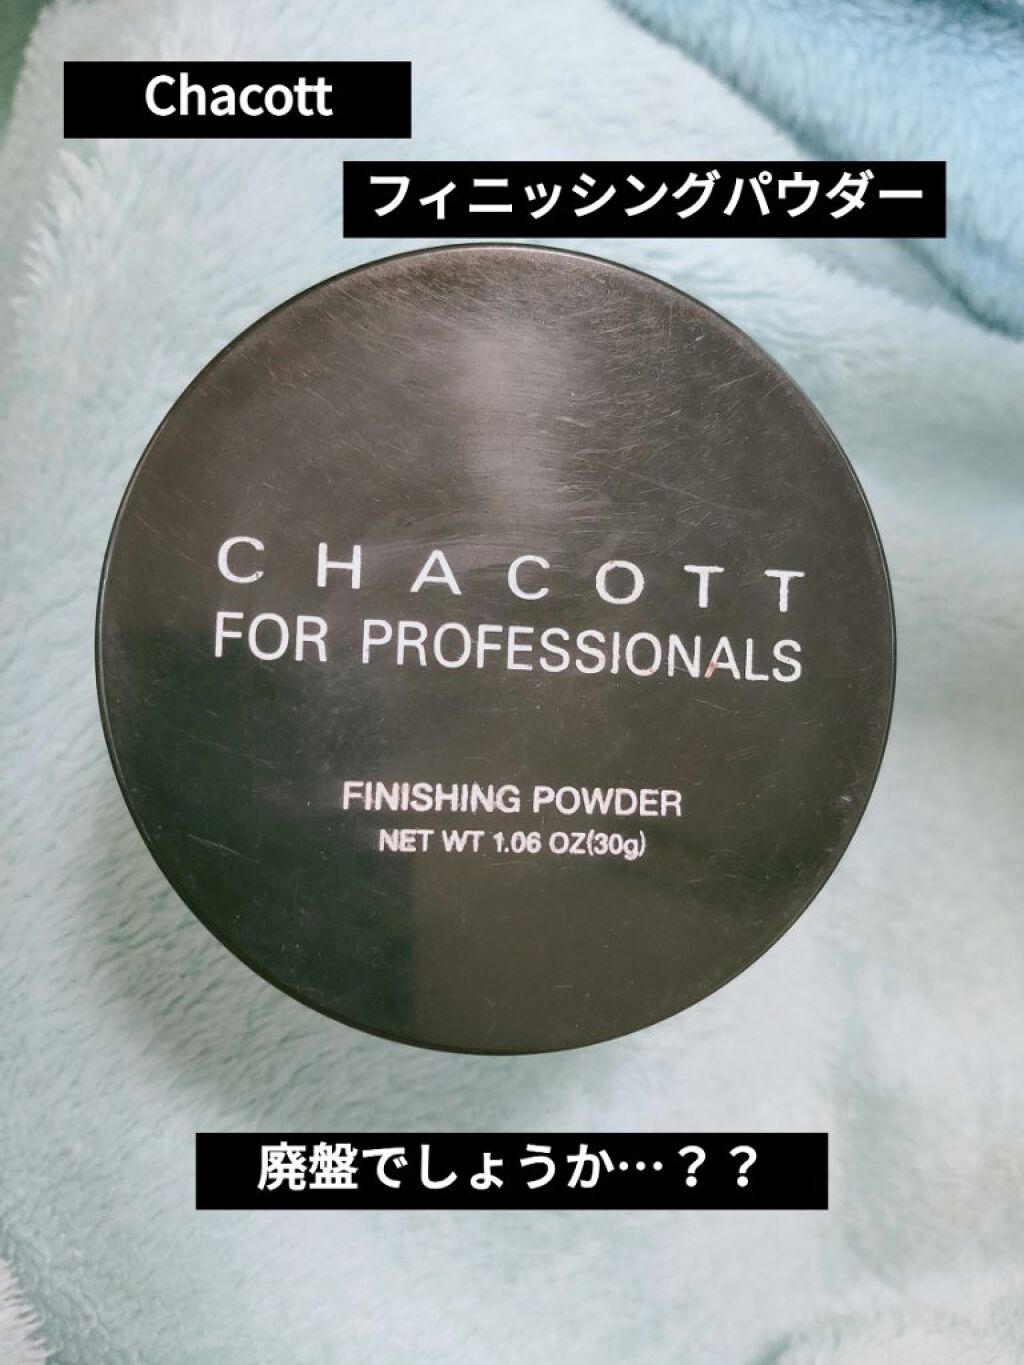 Chacott
フィニッシングパウダー
CHACOTT
FOR PROFESSIONALS
FINISHING POWDER
NET WT 1.06 OZ(30g)
廃盤でしょうか…？？